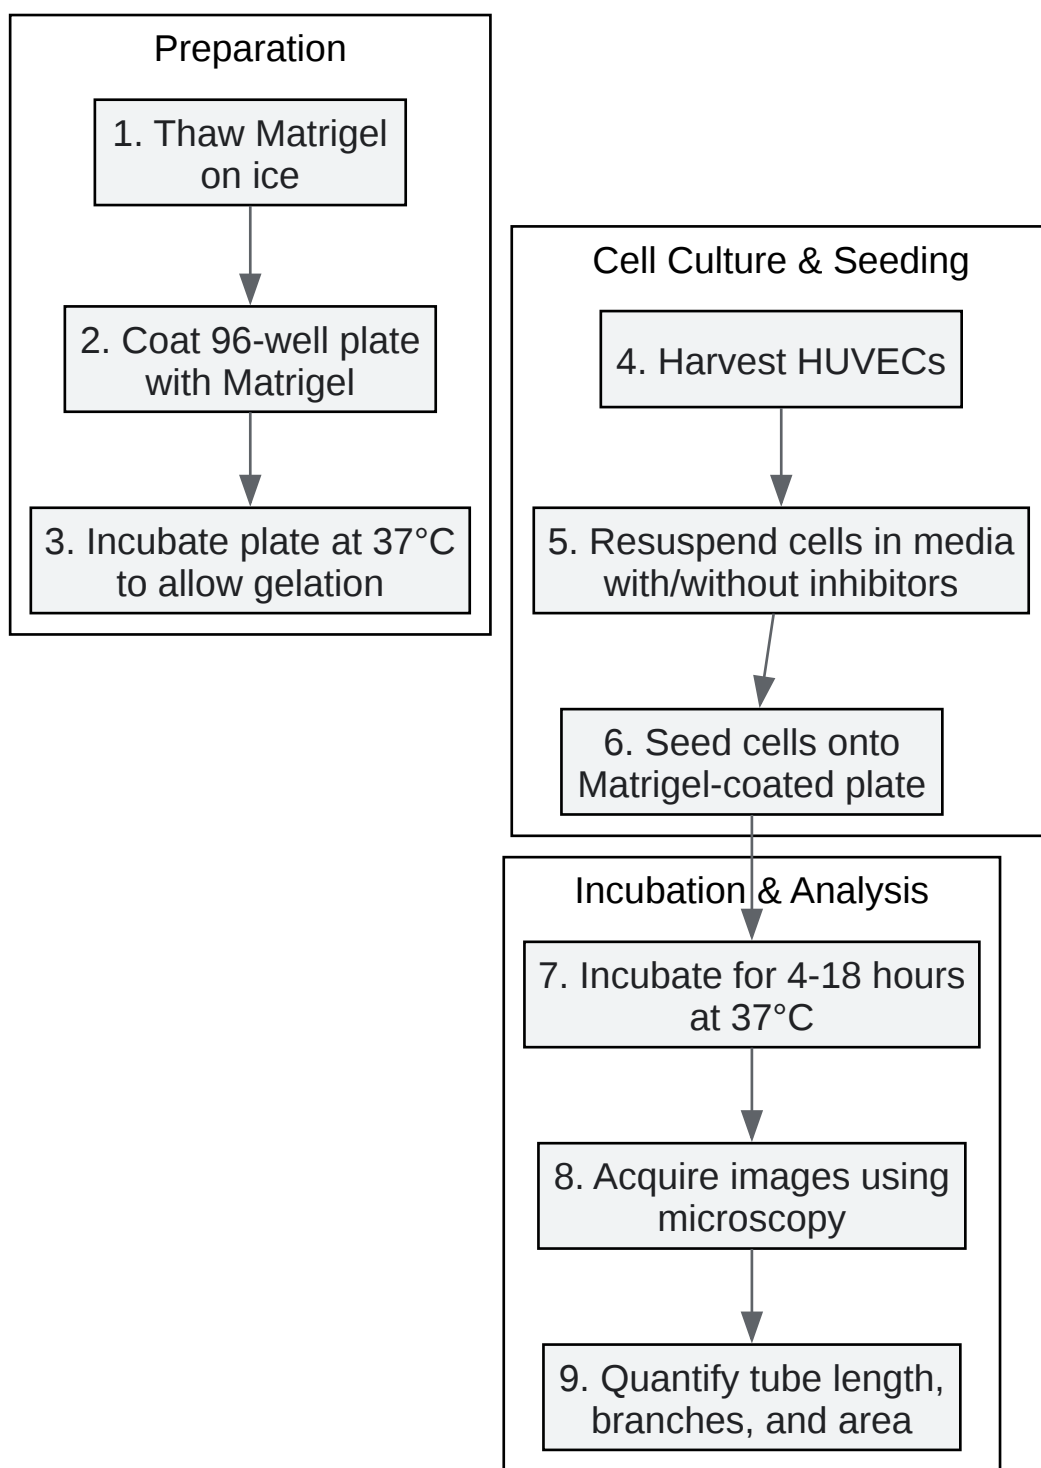 Preparation
1. Thaw Matrigel
on ice
2. Coat 96-well plate
with Matrigel
3. Incubate plate at 37°C
to allow gelation
Cell Culture & Seeding
4. Harvest HUVECs
5. Resuspend cells in media
with/without inhibitors
6. Seed cells onto
Matrigel-coated plate
Incubation & Analysis
7. Incubate for 4-18 hours
at 37°C
8. Acquire images using
microscopy
9. Quantify tube length,
branches, and area